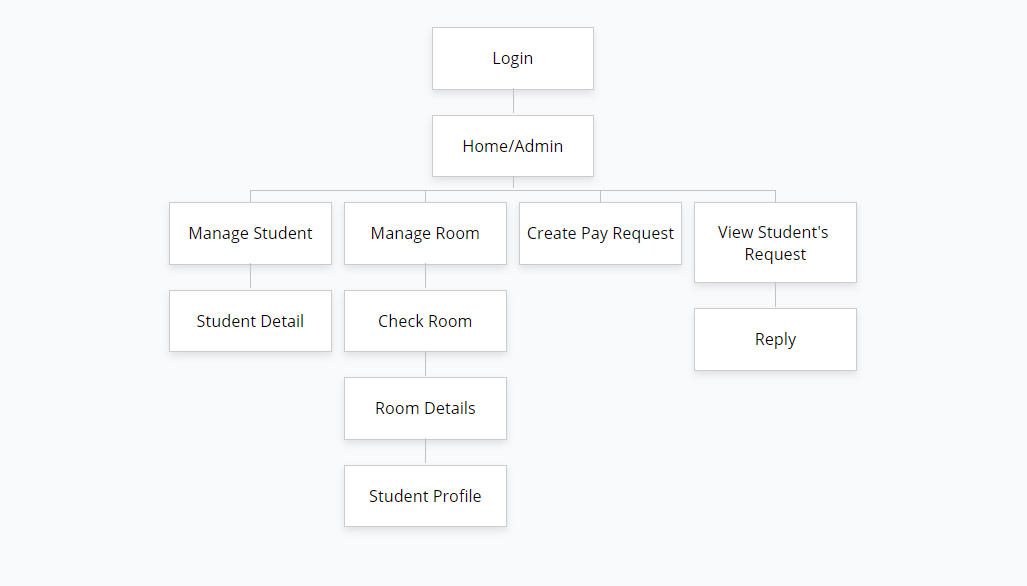 Login
Home/Admin
Manage Student
Manage Room
Create Pay Request
View Student's
Request
Student Detail
Check Room
Reply
Room Details
Student Profile